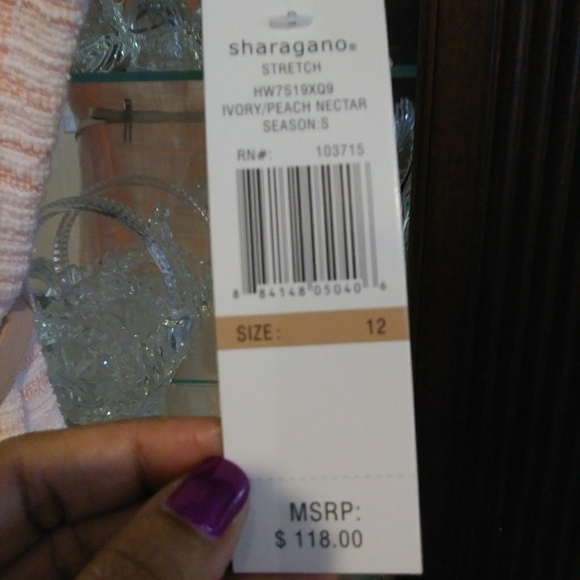 sharagano®
STRETCH
HW7S19XQ9
IVORY/PEACH NECTAR
SEASON:S
RN#: 103715
8 84148 05040 6
SIZE: 12
MSRP:
$ 118.00